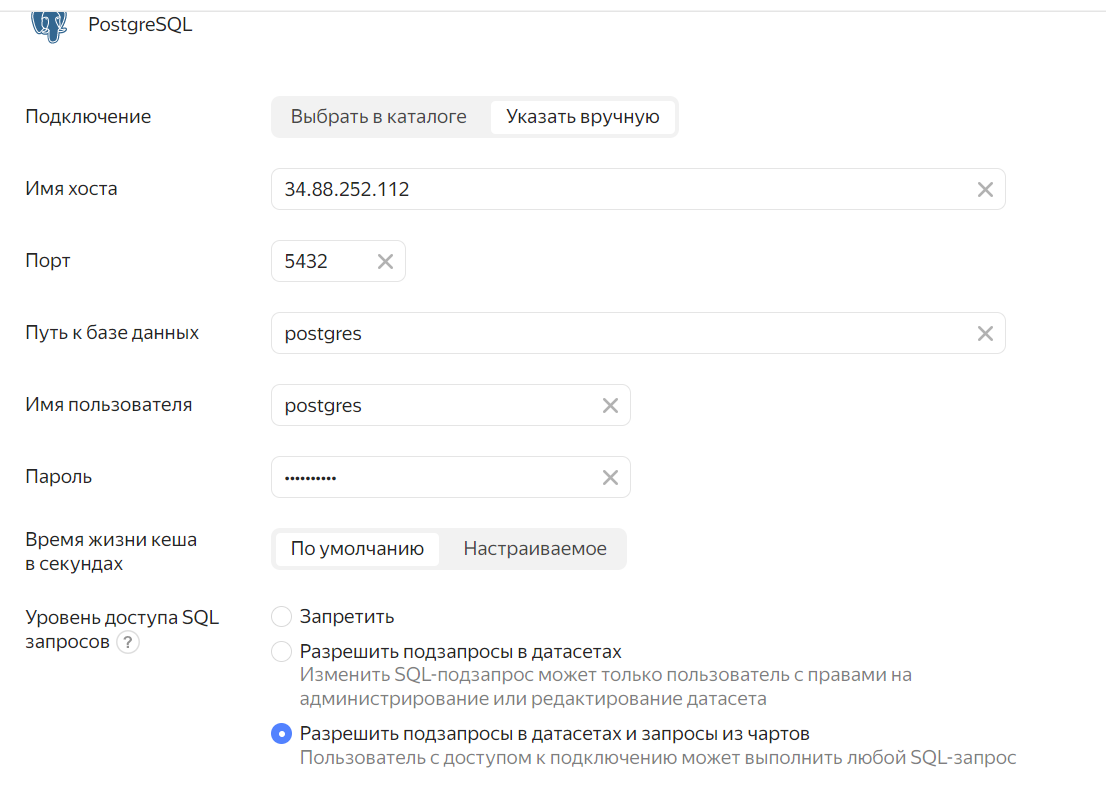 PostgreSQL
Подключение
Выбрать в каталоге
Указать вручную
Имя хоста
34.88.252.112
Порт
5432
Путь к базе данных
postgres
Имя пользователя
postgres
Пароль
••••••••••
Время жизни кеша
в секундах
По умолчанию
Настраиваемое
Уровень доступа SQL
запросов ?
Запретить
Разрешить подзапросы в датасетах
Изменить SQL-подзапрос может только пользователь с правами на
администрирование или редактирование датасета
Разрешить подзапросы в датасетах и запросы из чартов
Пользователь с доступом к подключению может выполнить любой SQL-запрос